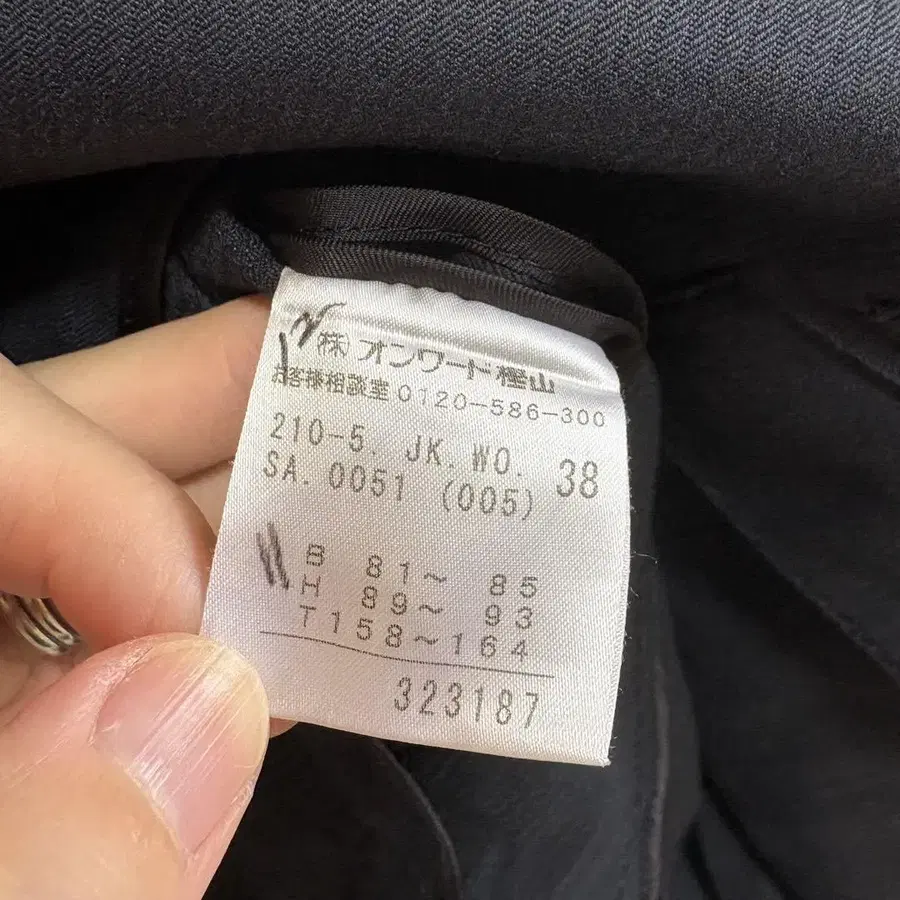 ㈱オンワード樫山
お客様相談室 0120-586-300
210-5. JK. WO. 38
SA. 0051 (005)
B 81~ 85
H 89~ 93
T158~164
323187